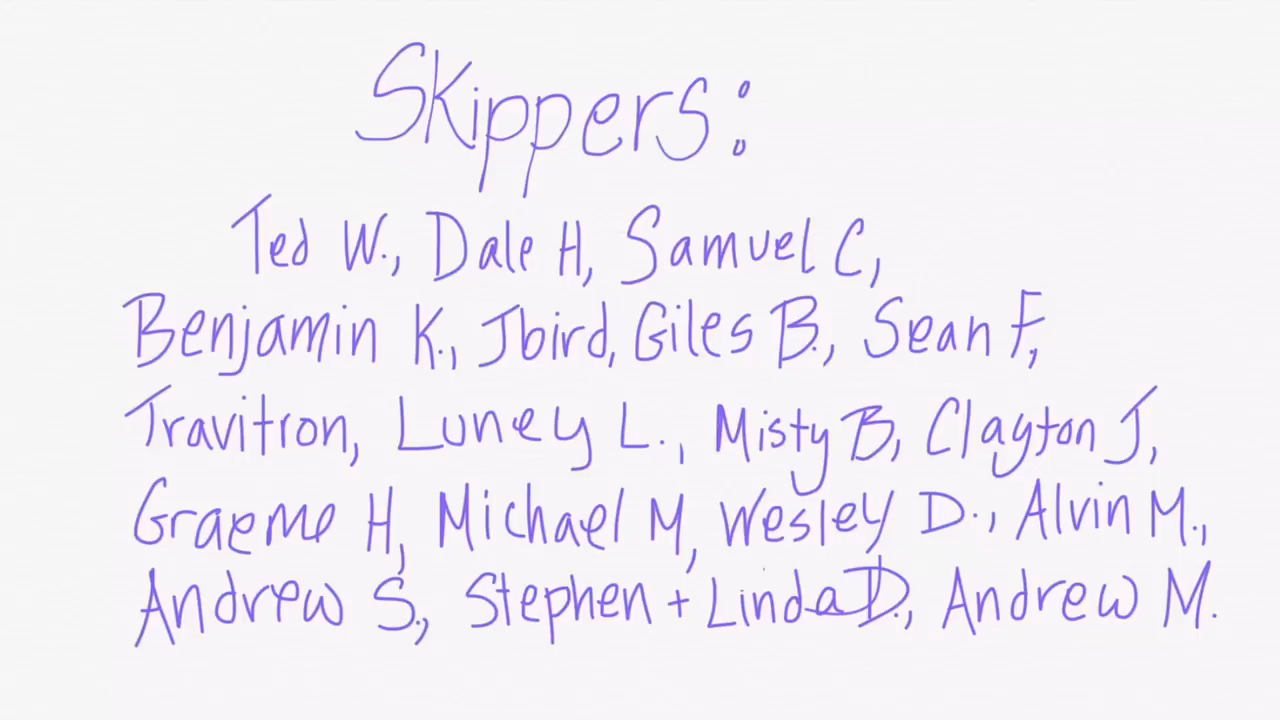 Skippers:
Ted W., Dale H, Samuel C,
Benjamin K., Jbird, Giles B., Sean F,
Travitron, Luney L., Misty B, Clayton J,
Graeme H, Michael M, Wesley D., Alvin M.,
Andrew S., Stephen + Linda D., Andrew M.